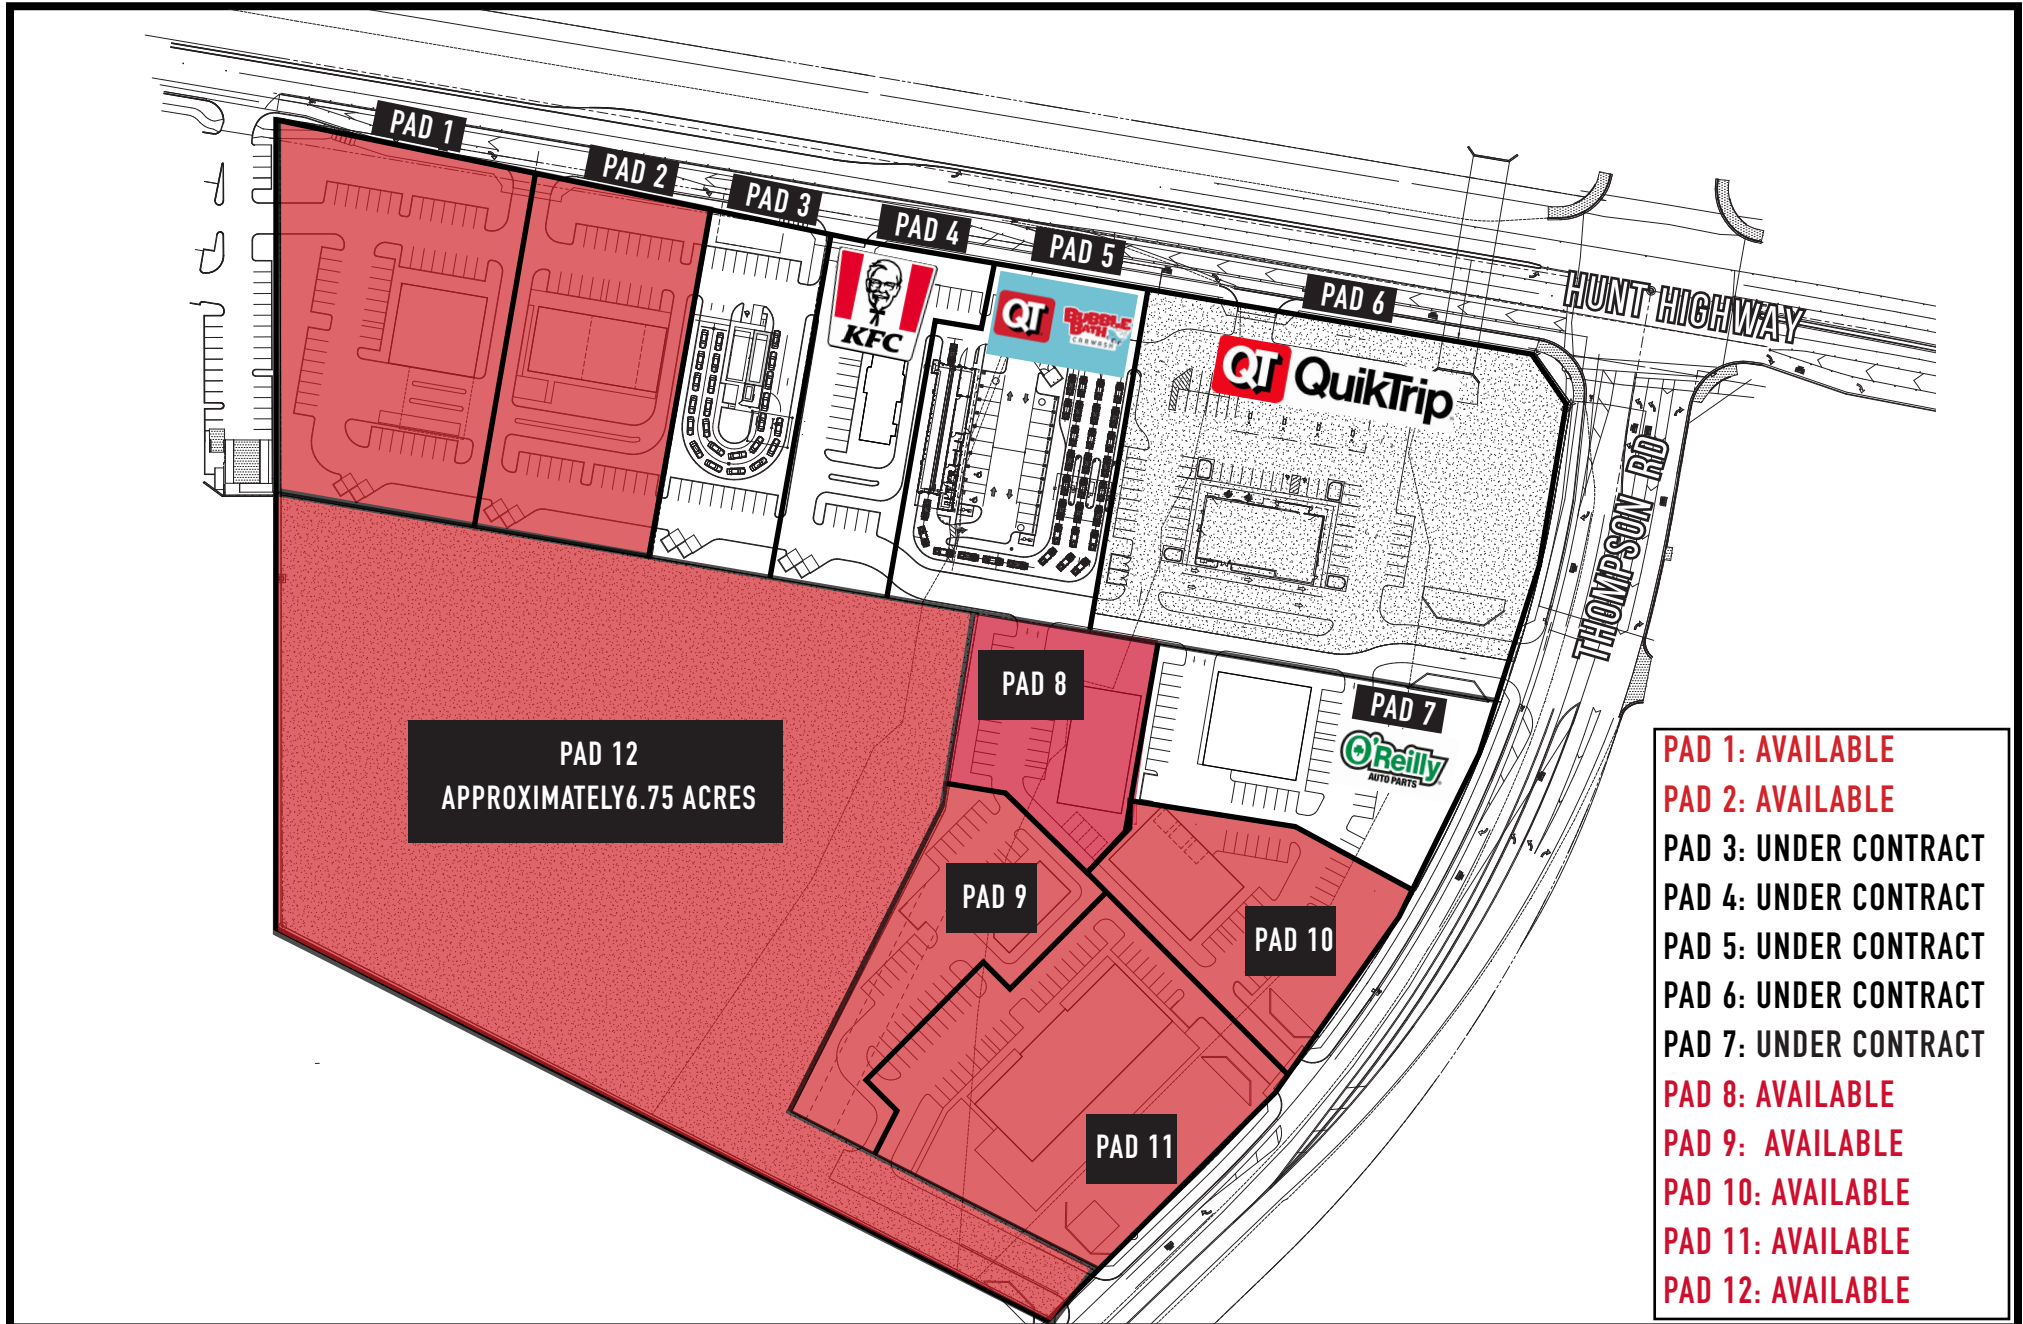 PAD 1
PAD 2
PAD 3
PAD 4
PAD 5
PAD 6
HUNT HIGHWAY
KFC
QT
BUBBLE
BATH
CARWASH
QT QuikTrip
THOMPSON RD
PAD 8
PAD 7
O'Reilly
AUTO PARTS
PAD 12
APPROXIMATELY6.75 ACRES
PAD 9
PAD 10
PAD 11
PAD 1: AVAILABLE
PAD 2: AVAILABLE
PAD 3: UNDER CONTRACT
PAD 4: UNDER CONTRACT
PAD 5: UNDER CONTRACT
PAD 6: UNDER CONTRACT
PAD 7: UNDER CONTRACT
PAD 8: AVAILABLE
PAD 9: AVAILABLE
PAD 10: AVAILABLE
PAD 11: AVAILABLE
PAD 12: AVAILABLE